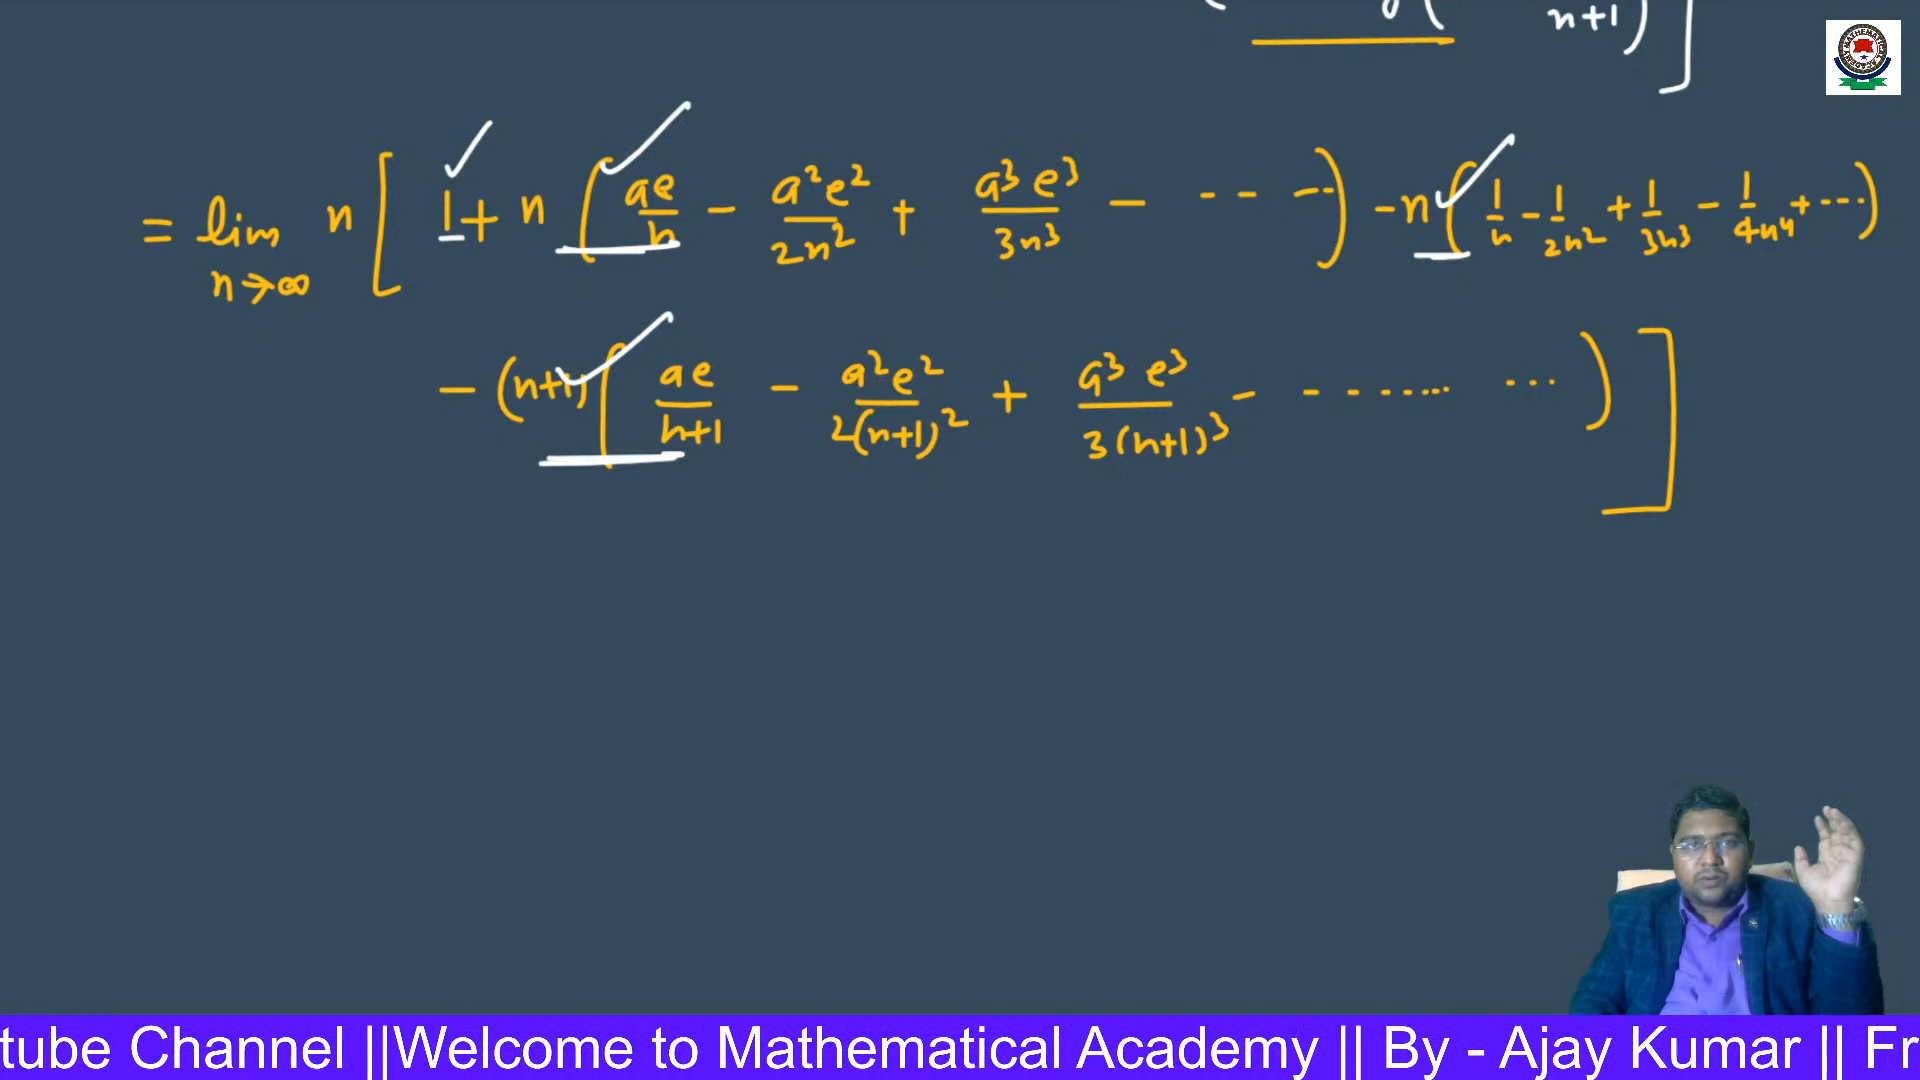 n+1) ]
= lim n [ 1 + n ( ae/n - a²e²/2n² + a³e³/3n³ - - - - - ) - n ( 1/n - 1/2n² + 1/3n³ - 1/4n⁴ + --- )
n→∞
- (n+1) ( ae/n+1 - a²e²/2(n+1)² + a³e³/3(n+1)³ - - - - ..... ... ) ]
tube Channel ||Welcome to Mathematical Academy || By - Ajay Kumar || Fr